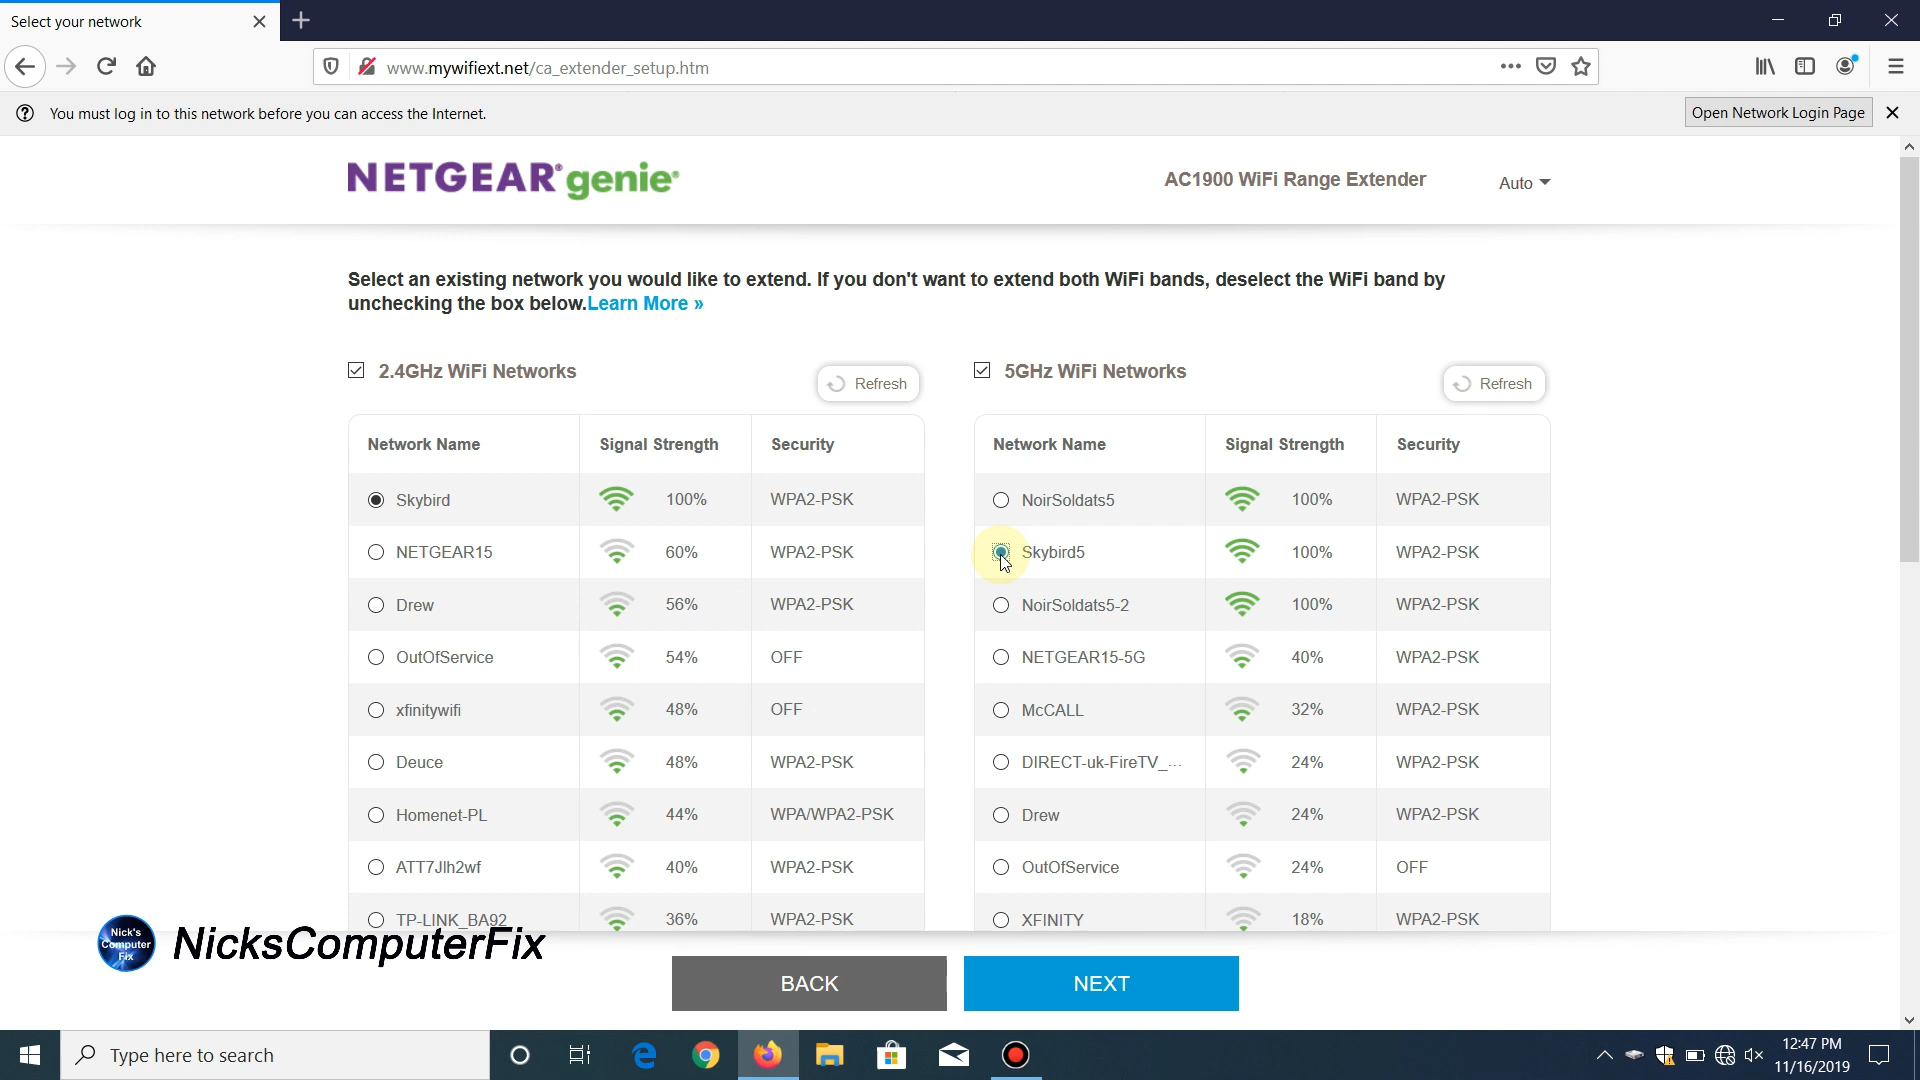 Select your network
www.mywifiext.net/ca_extender_setup.htm
You must log in to this network before you can access the Internet.
Open Network Login Page
NETGEAR® genie®
AC1900 WiFi Range Extender
Auto
Select an existing network you would like to extend. If you don't want to extend both WiFi bands, deselect the WiFi band by
unchecking the box below.Learn More »
2.4GHz WiFi Networks
Refresh
Network Name Signal Strength Security
Skybird 100% WPA2-PSK
NETGEAR15 60% WPA2-PSK
Drew 56% WPA2-PSK
OutOfService 54% OFF
xfinitywifi 48% OFF
Deuce 48% WPA2-PSK
Homenet-PL 44% WPA/WPA2-PSK
ATT7Jlh2wf 40% WPA2-PSK
TP-LINK_BA92 36% WPA2-PSK
5GHz WiFi Networks
Refresh
Network Name Signal Strength Security
NoirSoldats5 100% WPA2-PSK
Skybird5 100% WPA2-PSK
NoirSoldats5-2 100% WPA2-PSK
NETGEAR15-5G 40% WPA2-PSK
McCALL 32% WPA2-PSK
DIRECT-uk-FireTV_... 24% WPA2-PSK
Drew 24% WPA2-PSK
OutOfService 24% OFF
XFINITY 18% WPA2-PSK
Nick's
Computer
Fix
NicksComputerFix
BACK
NEXT
Type here to search
12:47 PM
11/16/2019